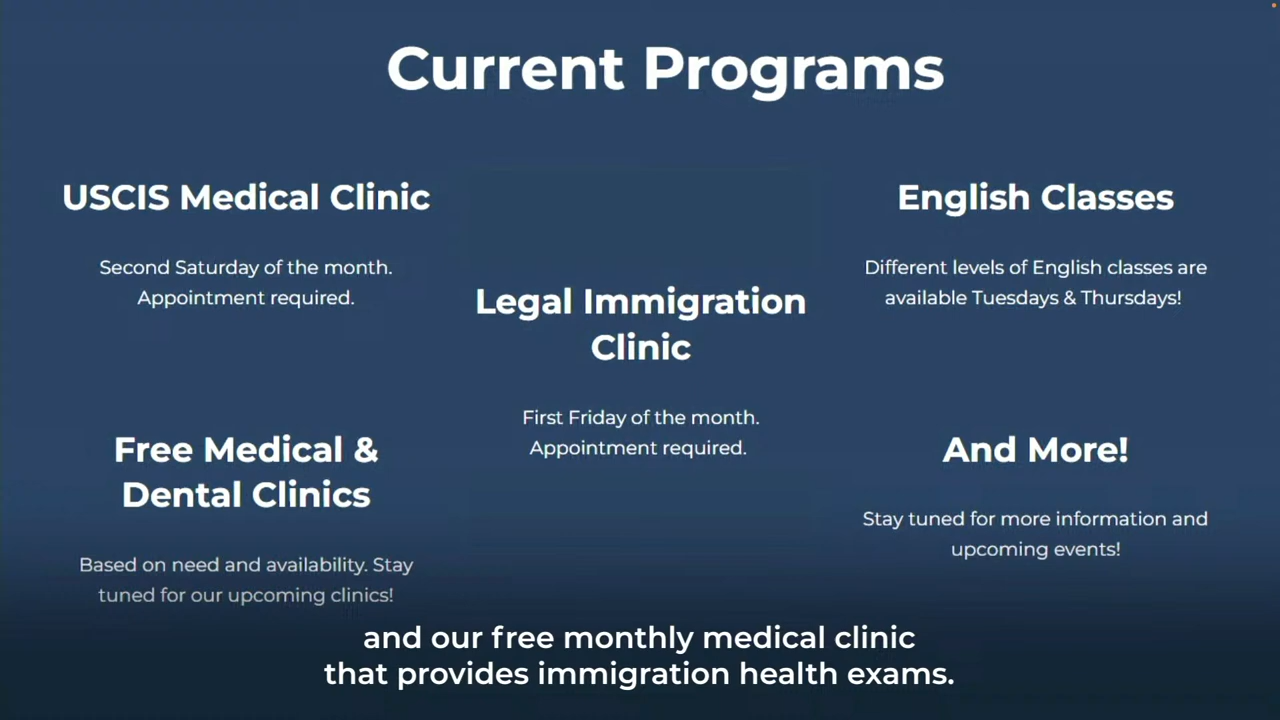 Current Programs
USCIS Medical Clinic
Second Saturday of the month.
Appointment required.
Free Medical &
Dental Clinics
Based on need and availability. Stay
tuned for our upcoming clinics!
Legal Immigration
Clinic
First Friday of the month.
Appointment required.
English Classes
Different levels of English classes are
available Tuesdays & Thursdays!
And More!
Stay tuned for more information and
upcoming events!
and our free monthly medical clinic
that provides immigration health exams.